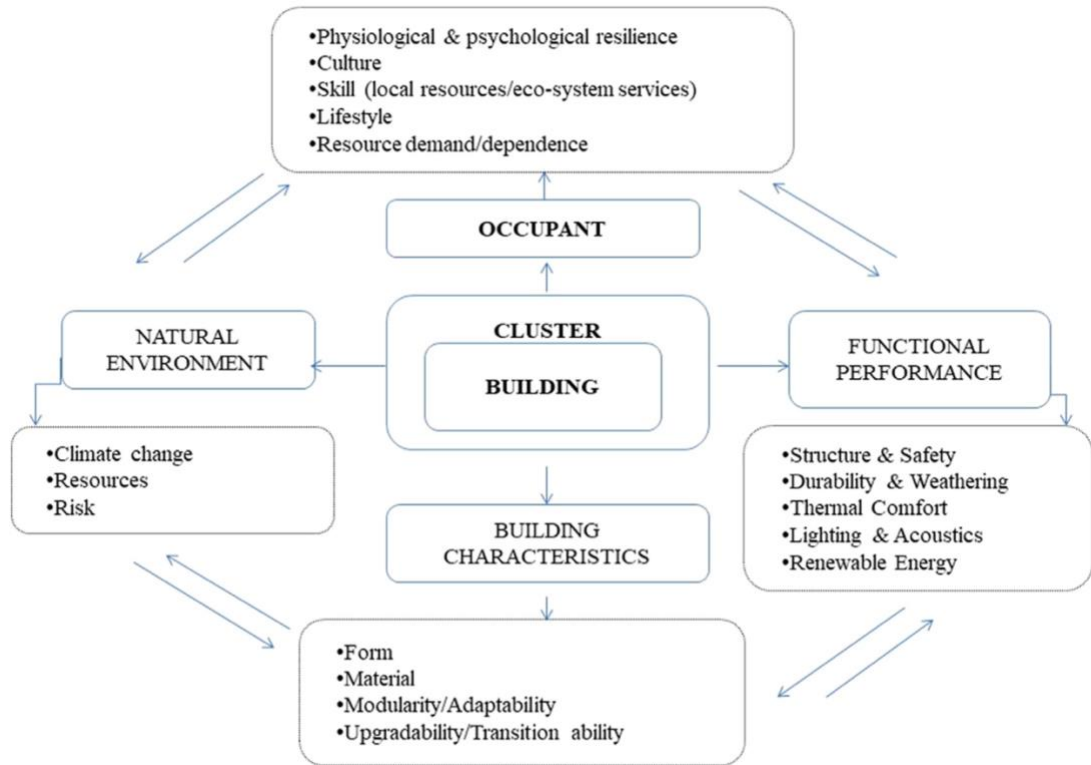 •Physiological & psychological resilience
•Culture
•Skill (local resources/eco-system services)
•Lifestyle
•Resource demand/dependence
OCCUPANT
NATURAL
ENVIRONMENT
CLUSTER
BUILDING
FUNCTIONAL
PERFORMANCE
•Climate change
•Resources
•Risk
•Structure & Safety
•Durability & Weathering
•Thermal Comfort
•Lighting & Acoustics
•Renewable Energy
BUILDING
CHARACTERISTICS
•Form
•Material
•Modularity/Adaptability
•Upgradability/Transition ability